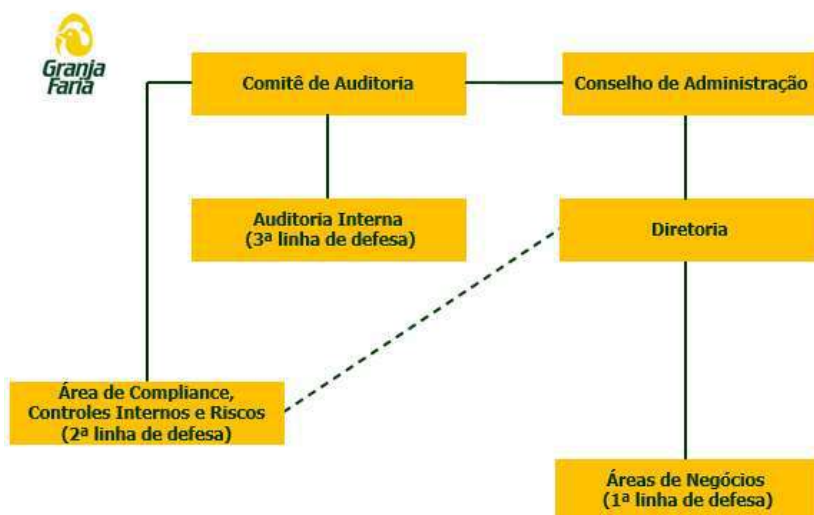 Granja
Faria
Comitê de Auditoria
Conselho de Administração
Auditoria Interna
(3ª linha de defesa)
Diretoria
Área de Compliance,
Controles Internos e Riscos
(2ª linha de defesa)
Áreas de Negócios
(1ª linha de defesa)